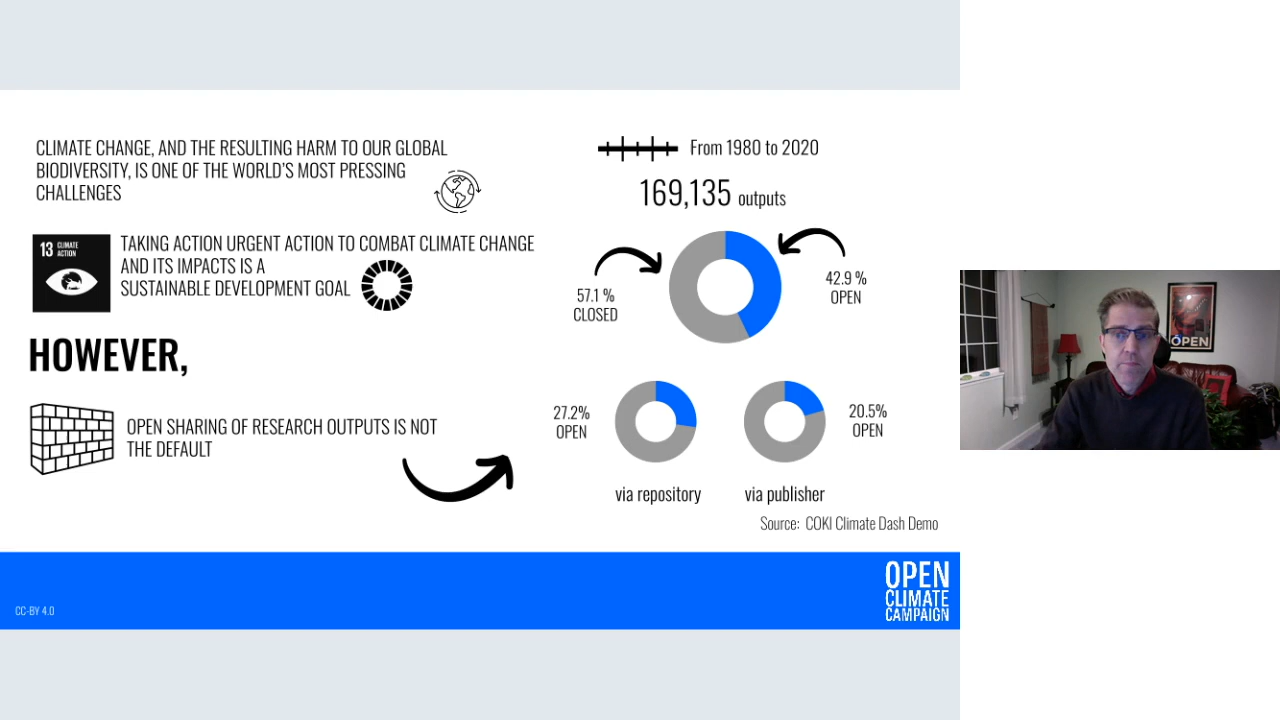 CLIMATE CHANGE, AND THE RESULTING HARM TO OUR GLOBAL
BIODIVERSITY, IS ONE OF THE WORLD'S MOST PRESSING
CHALLENGES
13 CLIMATE
ACTION
TAKING ACTION URGENT ACTION TO COMBAT CLIMATE CHANGE
AND ITS IMPACTS IS A
SUSTAINABLE DEVELOPMENT GOAL
HOWEVER,
OPEN SHARING OF RESEARCH OUTPUTS IS NOT
THE DEFAULT
From 1980 to 2020
169,135 outputs
57.1 %
CLOSED
42.9 %
OPEN
27.2%
OPEN
20.5%
OPEN
via repository
via publisher
Source: COKI Climate Dash Demo
CC-BY 4.0
OPEN
CLIMATE
CAMPAIGN
OPEN